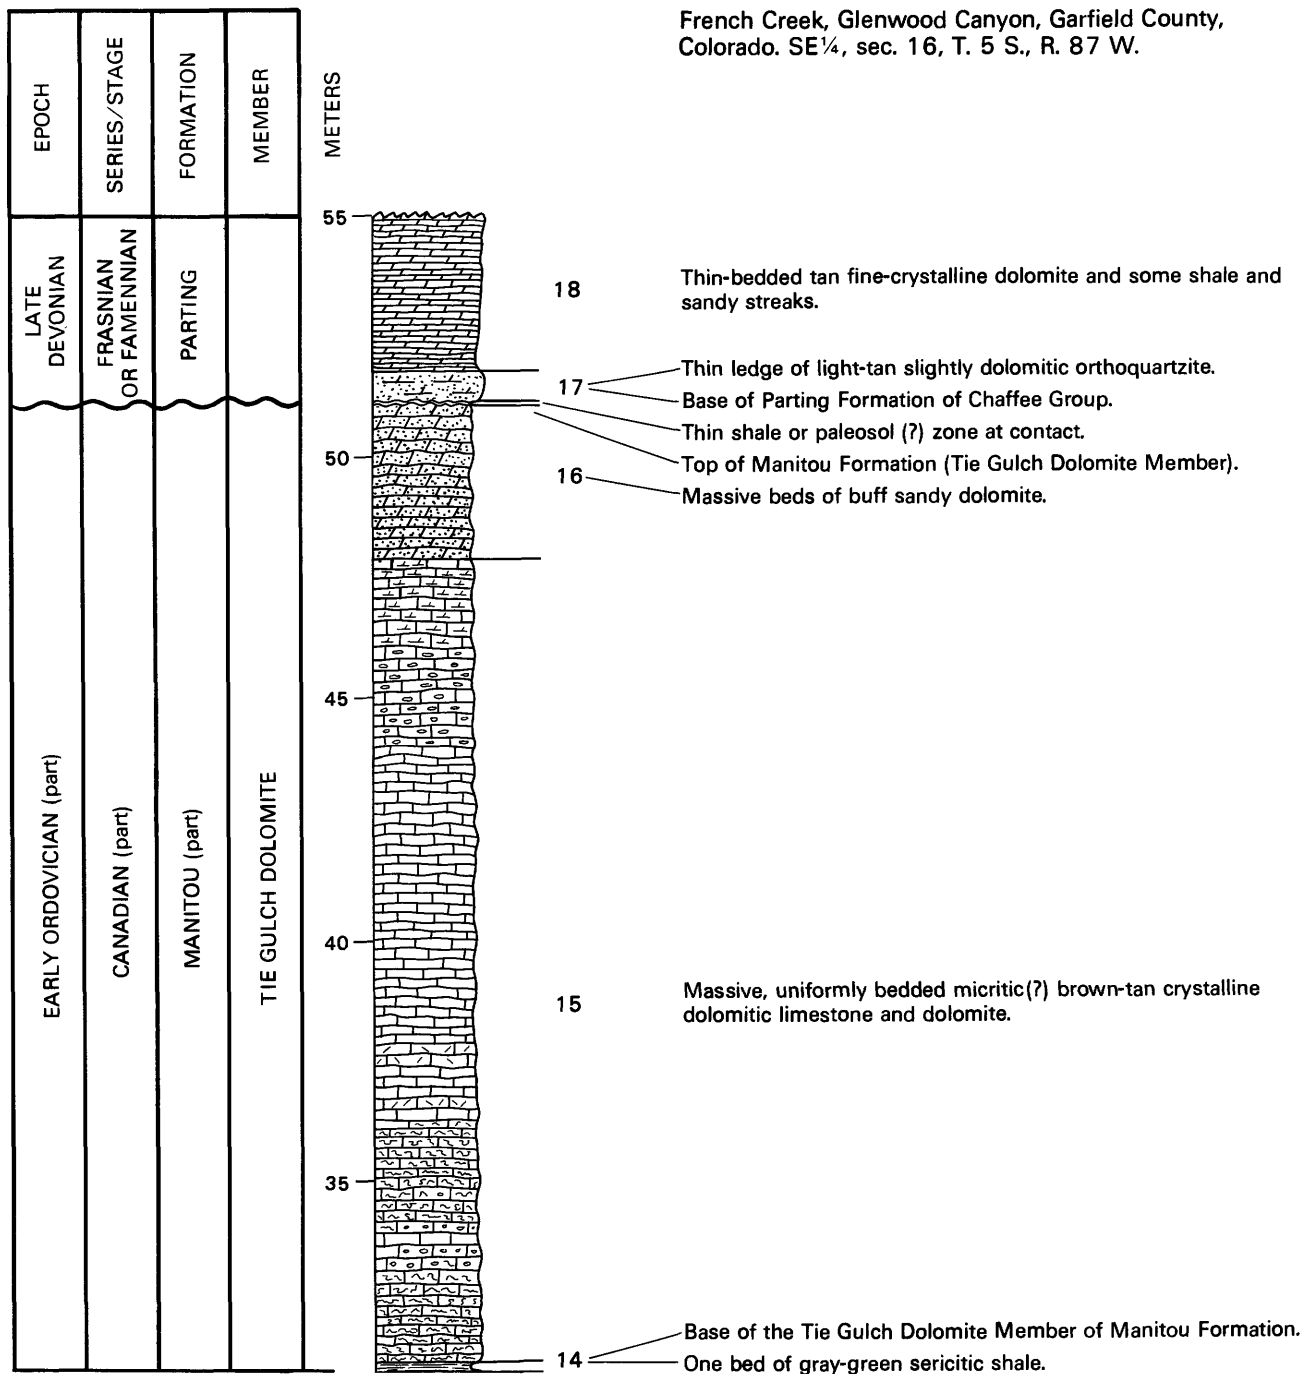 French Creek, Glenwood Canyon, Garfield County,
Colorado. SE¼, sec. 16, T. 5 S., R. 87 W.
EPOCH
SERIES/STAGE
FORMATION
MEMBER
METERS
55
LATE
DEVONIAN
FRASNIAN
OR FAMENNIAN
PARTING
18
Thin-bedded tan fine-crystalline dolomite and some shale and
sandy streaks.
17
Thin ledge of light-tan slightly dolomitic orthoquartzite.
Base of Parting Formation of Chaffee Group.
Thin shale or paleosol (?) zone at contact.
50
Top of Manitou Formation (Tie Gulch Dolomite Member).
16
Massive beds of buff sandy dolomite.
45
EARLY ORDOVICIAN (part)
CANADIAN (part)
MANITOU (part)
TIE GULCH DOLOMITE
40
15
Massive, uniformly bedded micritic(?) brown-tan crystalline
dolomitic limestone and dolomite.
35
Base of the Tie Gulch Dolomite Member of Manitou Formation.
14
One bed of gray-green sericitic shale.